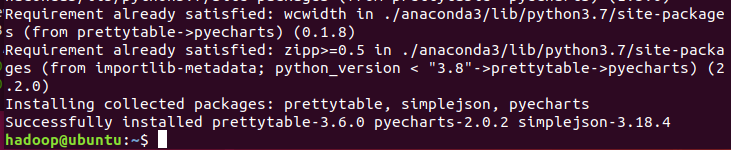 Requirement already satisfied: wcwidth in ./anaconda3/lib/python3.7/site-package
s (from prettytable->pyecharts) (0.1.8)
Requirement already satisfied: zipp>=0.5 in ./anaconda3/lib/python3.7/site-packa
ges (from importlib-metadata; python_version < "3.8"->prettytable->pyecharts) (2
.2.0)
Installing collected packages: prettytable, simplejson, pyecharts
Successfully installed prettytable-3.6.0 pyecharts-2.0.2 simplejson-3.18.4
hadoop@ubuntu:~$